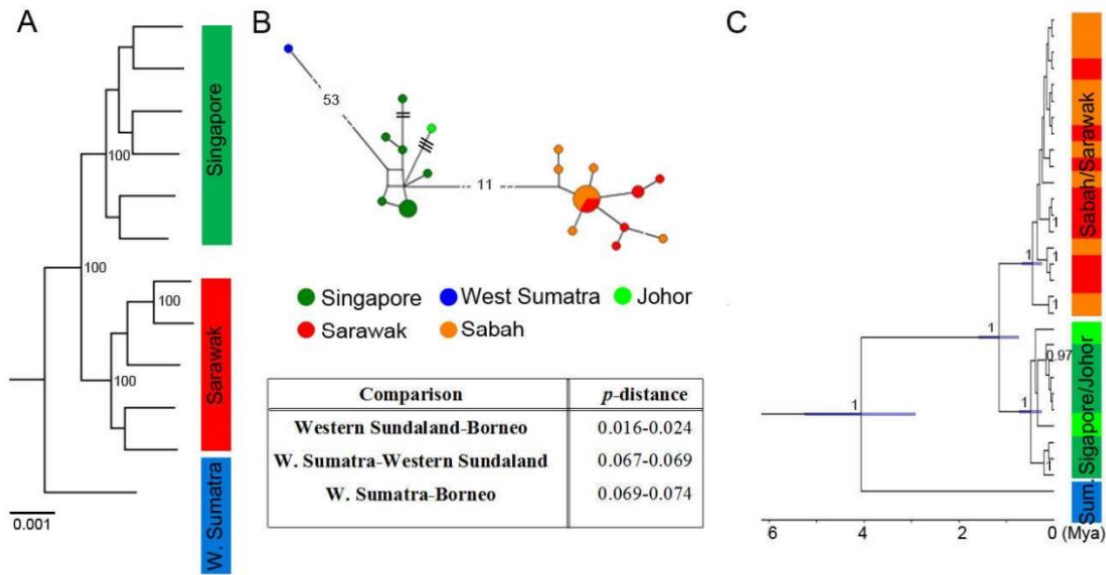 A
B
C
Singapore
Sarawak
W. Sumatra
100
100
100
100
0.001
53
11
Singapore
West Sumatra
Johor
Sarawak
Sabah
Comparison p-distance
Western Sundaland-Borneo 0.016-0.024
W. Sumatra-Western Sundaland 0.067-0.069
W. Sumatra-Borneo 0.069-0.074
Sabah/Sarawak
Sigapore/Johor
Sum.
1
1
1
1
0.97
1
1
1
6 4 2 0 (Mya)